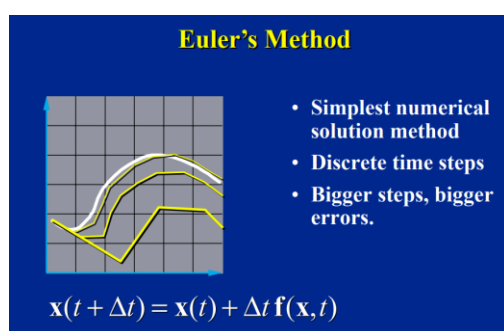 Euler's Method
• Simplest numerical
solution method
• Discrete time steps
• Bigger steps, bigger
errors.
x(t + Δt) = x(t) + Δt f(x,t)